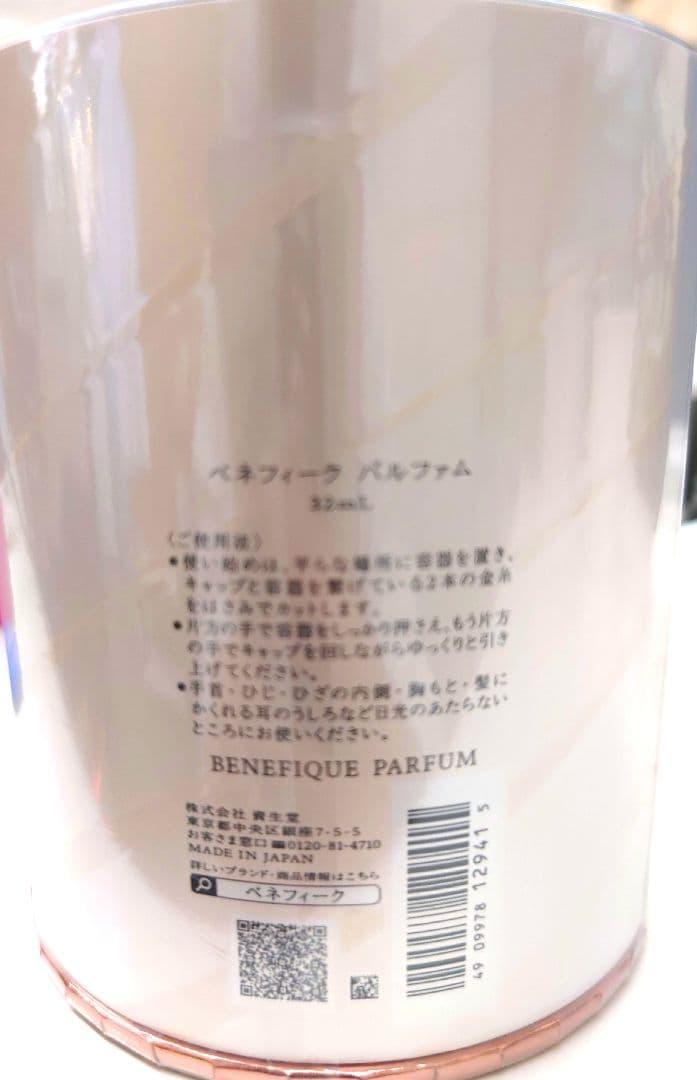 ベネフィーク パルファム
32mL
〈ご使用法〉
●使い始めは、平らな場所に容器を置き、
キャップと容器を繋げている2本の金糸
をはさみでカットします。
●片方の手で容器をしっかり押さえ、もう片方
の手でキャップを回しながらゆっくりと引き
上げてください。
●手首・ひじ・ひざの内側・胸もと・髪に
かくれる耳のうしろなど日光のあたらない
ところにお使いください。
BENEFIQUE PARFUM
株式会社 資生堂
東京都中央区銀座7-5-5
お客さま窓口 0120-81-4710
MADE IN JAPAN
詳しいブランド・商品情報はこちら
ベネフィーク
4909978129415